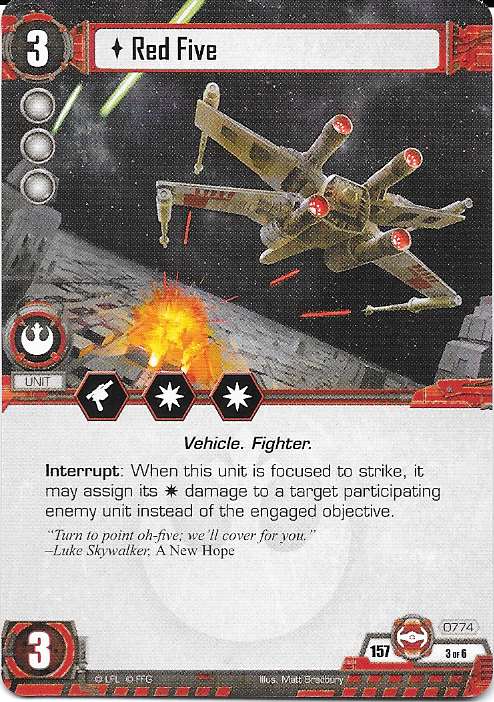 3
Red Five
UNIT
Vehicle. Fighter.
Interrupt: When this unit is focused to strike, it
may assign its damage to a target participating
enemy unit instead of the engaged objective.
“Turn to point oh-five; we’ll cover for you.”
–Luke Skywalker, A New Hope
3
157
0774
3 OF 6
© LFL © FFG
Illus. Matt Bradbury